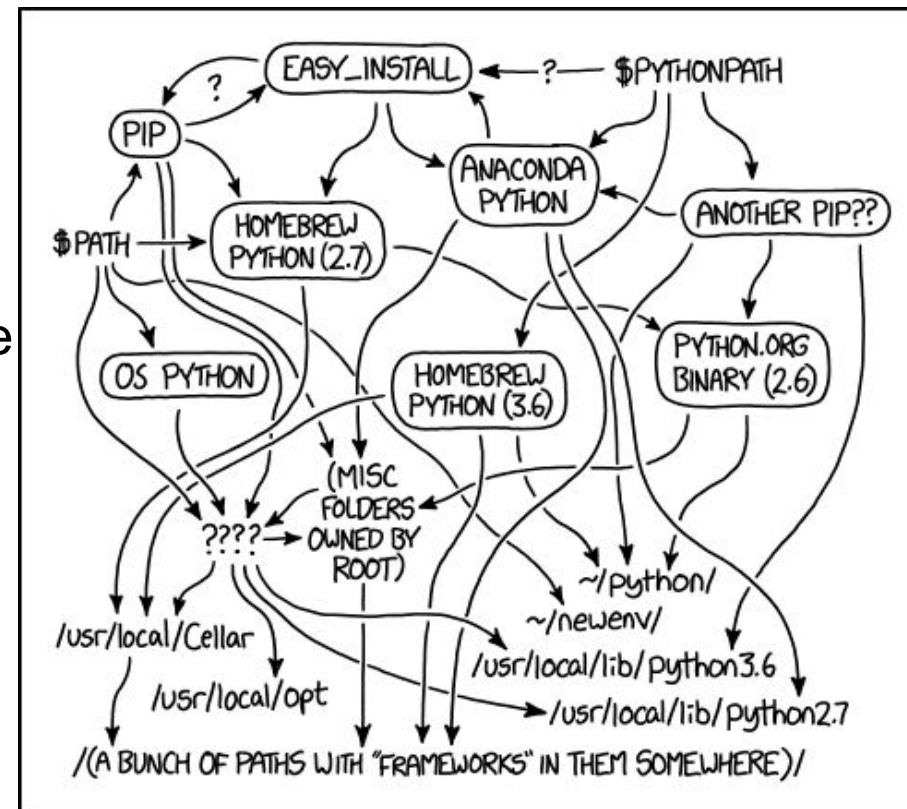 EASY_INSTALL
?
$PYTHONPATH
?
PIP
ANACONDA
PYTHON
ANOTHER PIP??
HOMEBREW
PYTHON (2.7)
$PATH
e
OS PYTHON
HOMEBREW
PYTHON (3.6)
PYTHON.ORG
BINARY (2.6)
(MISC
FOLDERS
OWNED BY
ROOT)
????
~/python/
~/newenv/
/usr/local/Cellar
/usr/local/lib/python3.6
/usr/local/opt
/usr/local/lib/python2.7
/(A BUNCH OF PATHS WITH "FRAMEWORKS" IN THEM SOMEWHERE)/